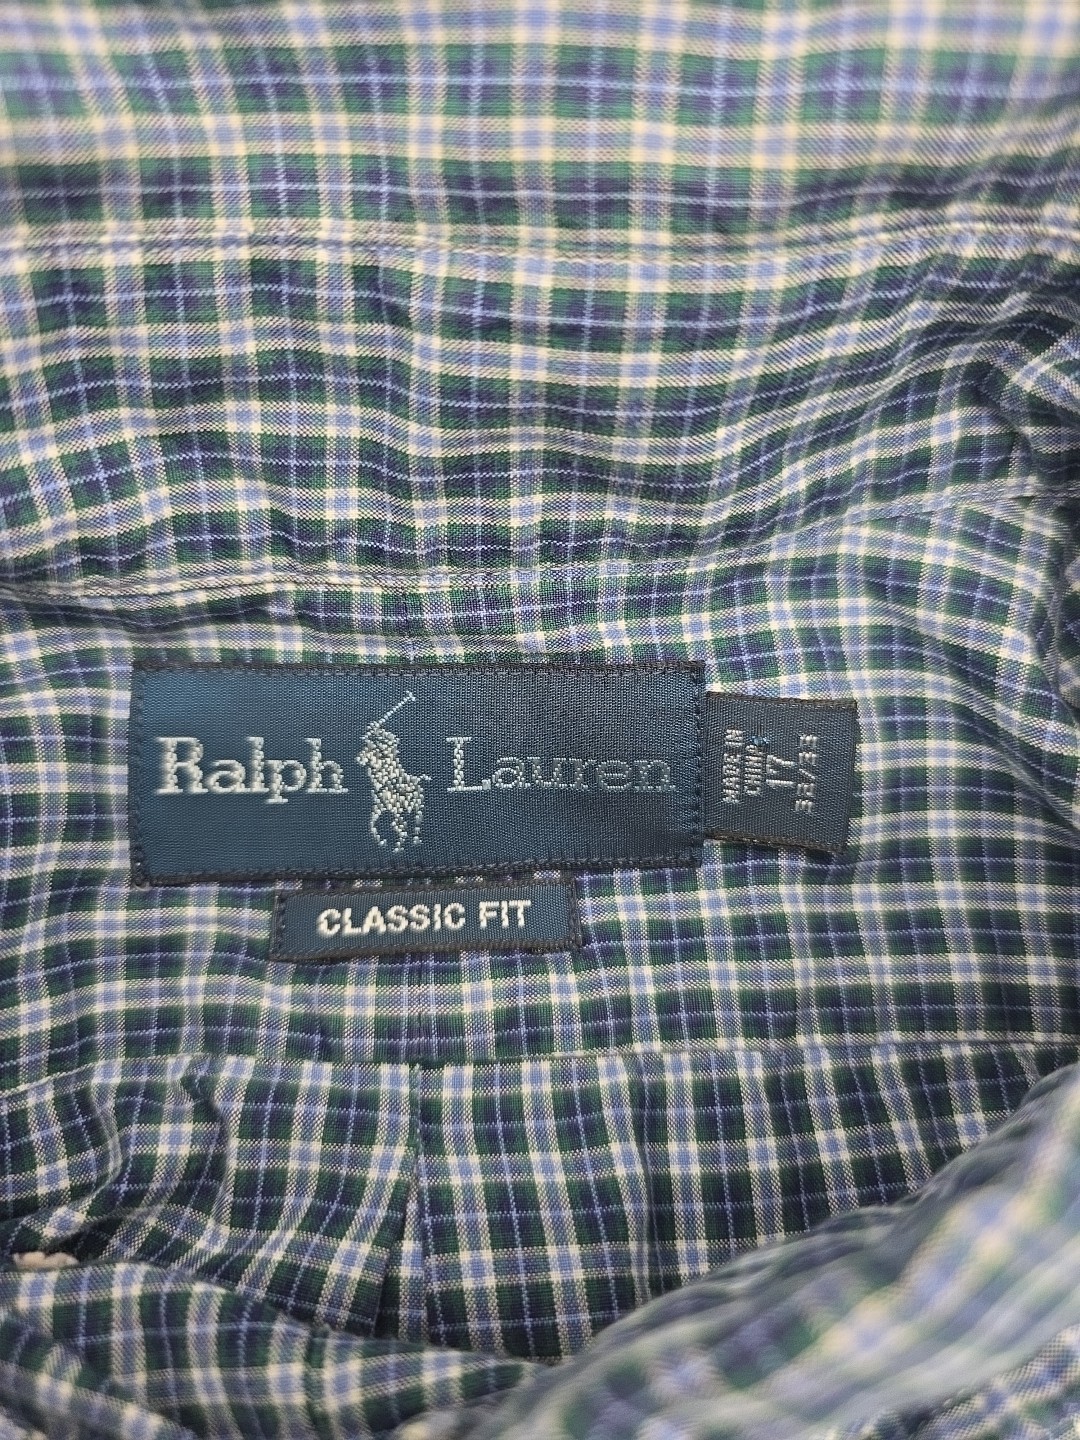 Ralph Lauren
CLASSIC FIT
MADE IN
CHINA
17
32/33